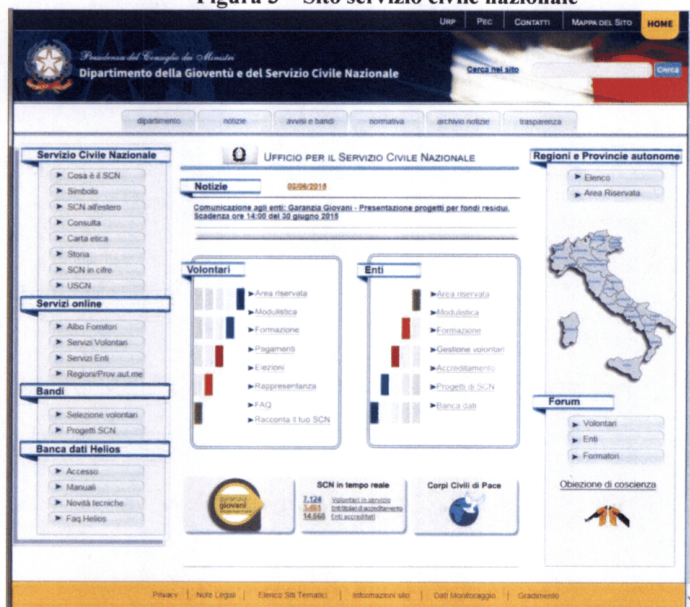 Figura 3 – Sito servizio civile nazionale
URP PEC CONTATTI MAPPA DEL SITO HOME
Presidenza del Consiglio dei Ministri
Dipartimento della Gioventù e del Servizio Civile Nazionale
Cerca nel sito Cerca
dipartimento notizie avvisi e bandi normativa archivio notizie trasparenza
Servizio Civile Nazionale
Cosa è il SCN
Simbolo
SCN all'estero
Consulta
Carta etica
Storia
SCN in cifre
USCN
Servizi online
Albo Fornitori
Servizi Volontari
Servizi Enti
Regioni/Prov.aut.me
Bandi
Selezione volontari
Progetti SCN
Banca dati Helios
Accesso
Manuali
Novità tecniche
Faq Helios
UFFICIO PER IL SERVIZIO CIVILE NAZIONALE
Notizie 02/06/2015
Comunicazione agli enti: Garanzia Giovani - Presentazione progetti per fondi residui.
Scadenza ore 14:00 del 30 giugno 2015
Volontari
Area riservata
Modulistica
Formazione
Pagamenti
Elezioni
Rappresentanza
FAQ
Racconta il tuo SCN
Enti
Area riservata
Modulistica
Formazione
Gestione volontari
Accreditamento
Progetti di SCN
Banca dati
garanzia
giovani
SCN in tempo reale
7.124 Volontari in servizio
14.660 Enti accreditati
Corpi Civili di Pace
Regioni e Provincie autonome
Elenco
Area Riservata
Forum
Volontari
Enti
Formatori
Obiezione di coscienza
Privacy Note Legali Elenco Siti Tematici Informazioni sito Dati Monitoraggio Gradimento